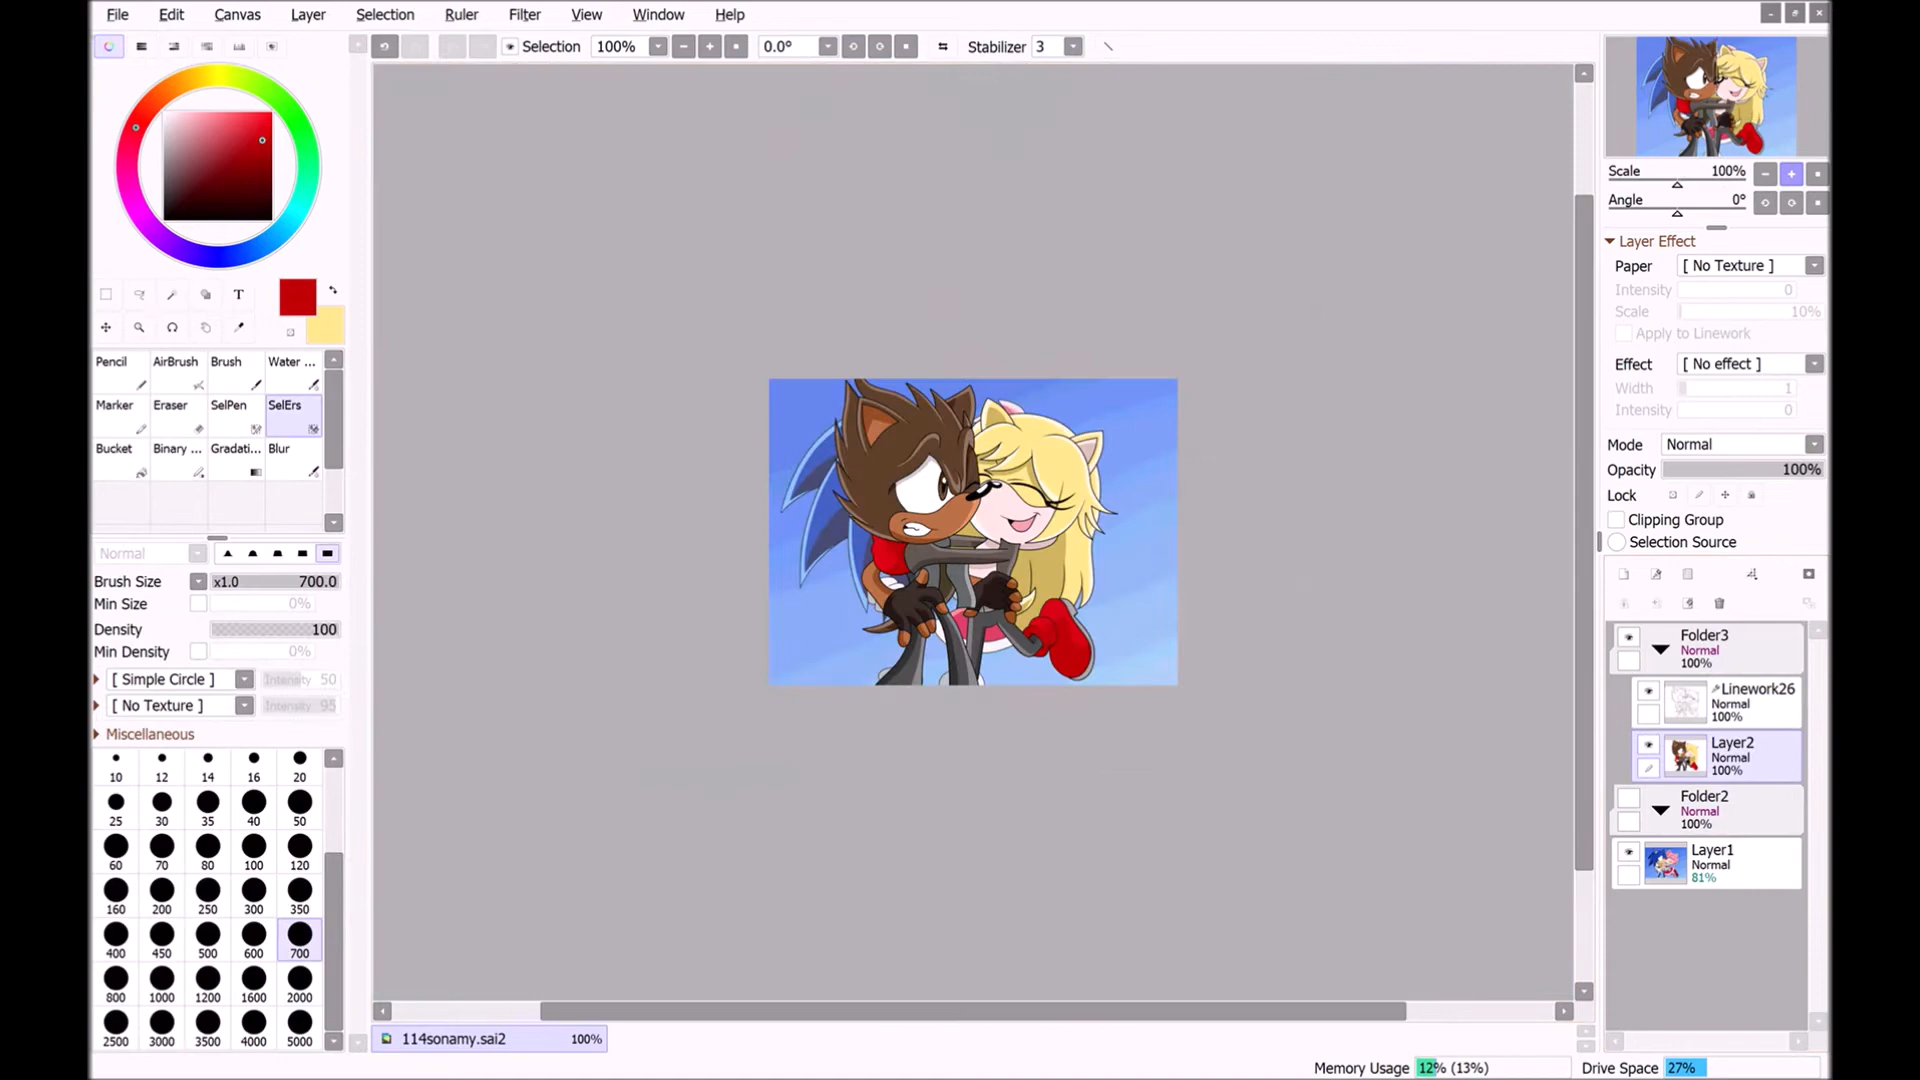 File Edit Canvas Layer Selection Ruler Filter View Window Help
Selection 100% 0.0° Stabilizer 3
Scale 100%
Angle 0°
Layer Effect
Paper [ No Texture ]
Intensity 0
Scale 10%
Apply to Linework
Effect [ No effect ]
Width 1
Intensity 0
Mode Normal
Opacity 100%
Lock
Clipping Group
Selection Source
T
Pencil AirBrush Brush Water ...
Marker Eraser SelPen SelErs
Bucket Binary ... Gradati... Blur
Normal
Brush Size x1.0 700.0
Min Size 0%
Density 100
Min Density 0%
[ Simple Circle ] Intensity 50
[ No Texture ] Intensity 95
Miscellaneous
10 12 14 16 20
25 30 35 40 50
60 70 80 100 120
160 200 250 300 350
400 450 500 600 700
800 1000 1200 1600 2000
2500 3000 3500 4000 5000
Folder3
Normal
100%
Linework26
Normal
100%
Layer2
Normal
100%
Folder2
Normal
100%
Layer1
Normal
81%
114sonamy.sai2 100%
Memory Usage 12% (13%) Drive Space 27%